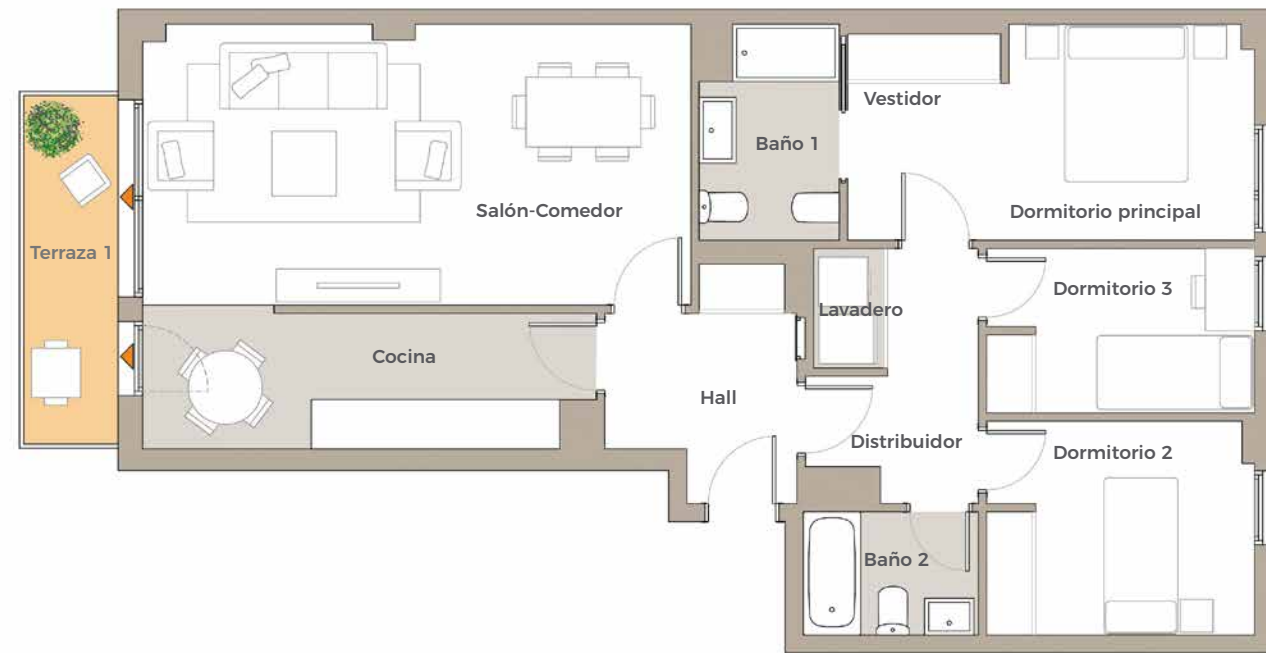 Vestidor
Baño 1
Salón-Comedor
Dormitorio principal
Terraza 1
Dormitorio 3
Lavadero
Cocina
Hall
Distribuidor
Dormitorio 2
Baño 2